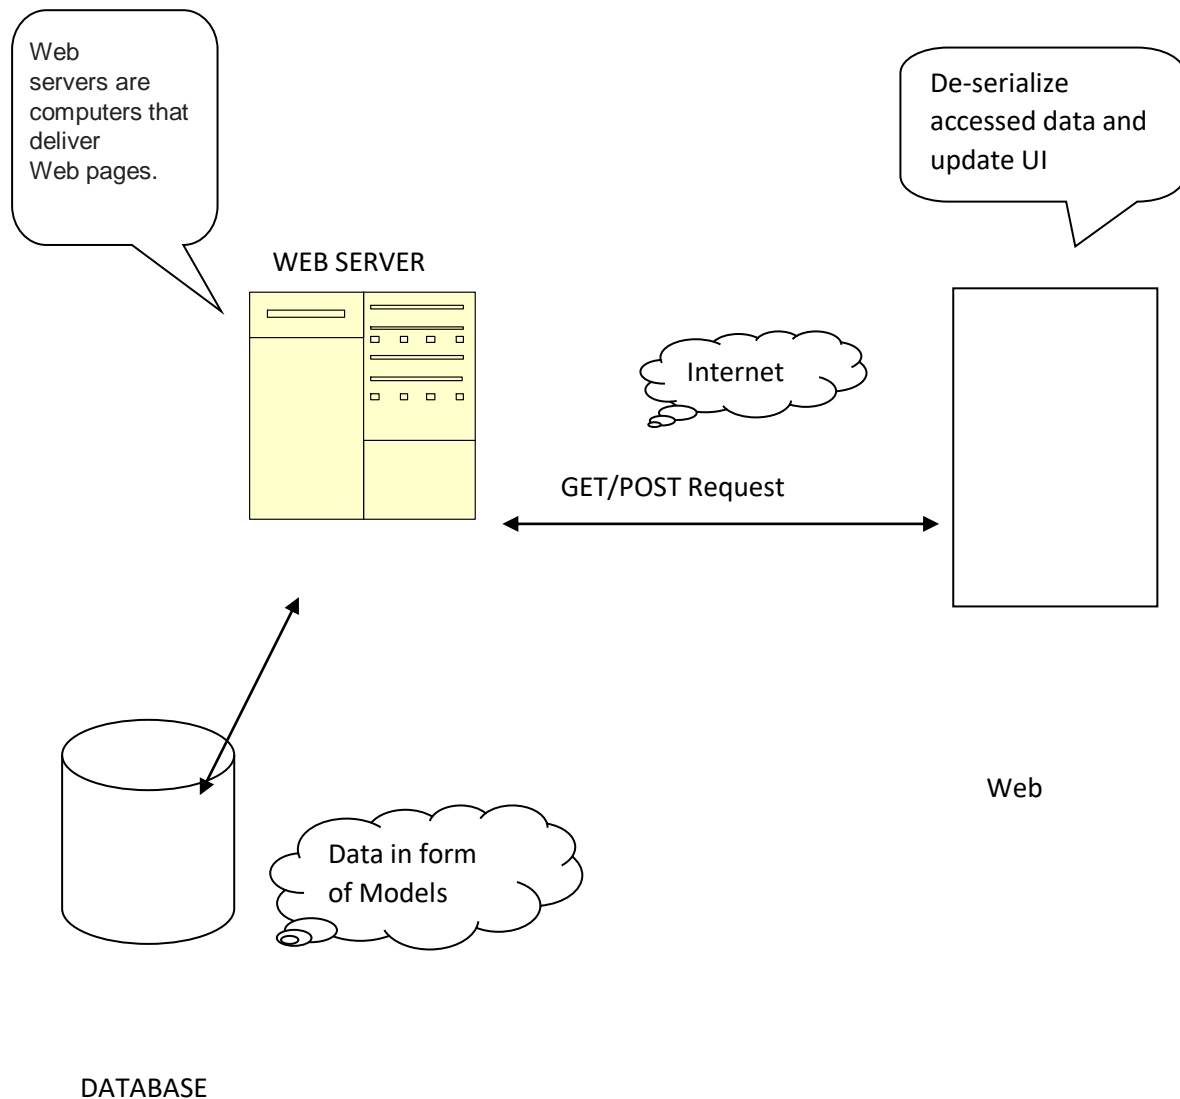 Web
servers are
computers that
deliver
Web pages.
De-serialize
accessed data and
update UI
WEB SERVER
Internet
GET/POST Request
Web
Data in form
of Models
DATABASE